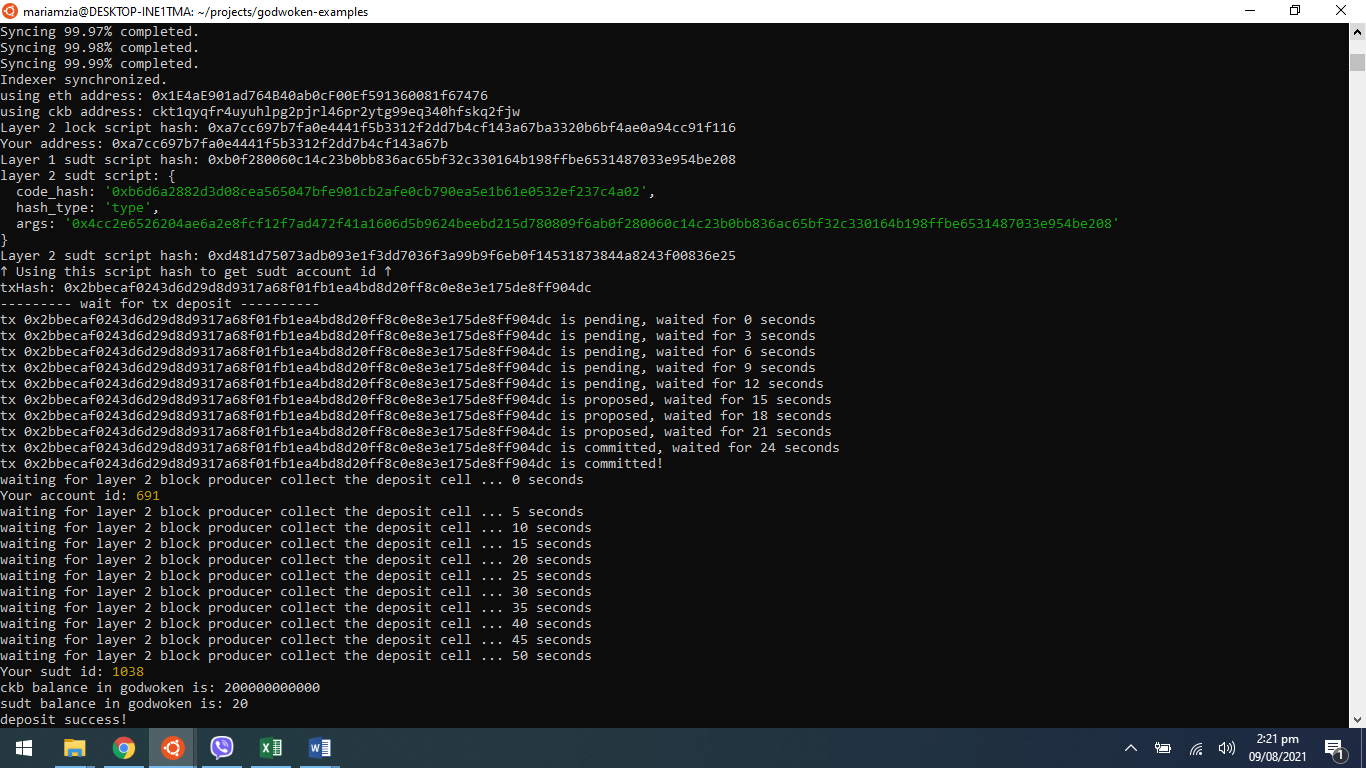 mariamzia@DESKTOP-INE1TMA: ~/projects/godwoken-examples
Syncing 99.97% completed.
Syncing 99.98% completed.
Syncing 99.99% completed.
Indexer synchronized.
using eth address: 0x1E4aE901ad764B40ab0cF00Ef591360081f67476
using ckb address: ckt1qyqfr4uyuhlpg2pjrl46pr2ytg99eq340hfskq2fjw
Layer 2 lock script hash: 0xa7cc697b7fa0e4441f5b3312f2dd7b4cf143a67ba3320b6bf4ae0a94cc91f116
Your address: 0xa7cc697b7fa0e4441f5b3312f2dd7b4cf143a67b
Layer 1 sudt script hash: 0xb0f280060c14c23b0bb836ac65bf32c330164b198ffbe6531487033e954be208
layer 2 sudt script: {
  code_hash: '0xb6d6a2882d3d08cea565047bfe901cb2afe0cb790ea5e1b61e0532ef237c4a02',
  hash_type: 'type',
  args: '0x4cc2e6526204ae6a2e8fcf12f7ad472f41a1606d5b9624beebd215d780809f6ab0f280060c14c23b0bb836ac65bf32c330164b198ffbe6531487033e954be208'
}
Layer 2 sudt script hash: 0xd481d75073adb093e1f3dd7036f3a99b9f6eb0f14531873844a8243f00836e25
↑ Using this script hash to get sudt account id ↑
txHash: 0x2bbecaf0243d6d29d8d9317a68f01fb1ea4bd8d20ff8c0e8e3e175de8ff904dc
--------- wait for tx deposit ----------
tx 0x2bbecaf0243d6d29d8d9317a68f01fb1ea4bd8d20ff8c0e8e3e175de8ff904dc is pending, waited for 0 seconds
tx 0x2bbecaf0243d6d29d8d9317a68f01fb1ea4bd8d20ff8c0e8e3e175de8ff904dc is pending, waited for 3 seconds
tx 0x2bbecaf0243d6d29d8d9317a68f01fb1ea4bd8d20ff8c0e8e3e175de8ff904dc is pending, waited for 6 seconds
tx 0x2bbecaf0243d6d29d8d9317a68f01fb1ea4bd8d20ff8c0e8e3e175de8ff904dc is pending, waited for 9 seconds
tx 0x2bbecaf0243d6d29d8d9317a68f01fb1ea4bd8d20ff8c0e8e3e175de8ff904dc is pending, waited for 12 seconds
tx 0x2bbecaf0243d6d29d8d9317a68f01fb1ea4bd8d20ff8c0e8e3e175de8ff904dc is proposed, waited for 15 seconds
tx 0x2bbecaf0243d6d29d8d9317a68f01fb1ea4bd8d20ff8c0e8e3e175de8ff904dc is proposed, waited for 18 seconds
tx 0x2bbecaf0243d6d29d8d9317a68f01fb1ea4bd8d20ff8c0e8e3e175de8ff904dc is proposed, waited for 21 seconds
tx 0x2bbecaf0243d6d29d8d9317a68f01fb1ea4bd8d20ff8c0e8e3e175de8ff904dc is committed, waited for 24 seconds
tx 0x2bbecaf0243d6d29d8d9317a68f01fb1ea4bd8d20ff8c0e8e3e175de8ff904dc is committed!
waiting for layer 2 block producer collect the deposit cell ... 0 seconds
Your account id: 691
waiting for layer 2 block producer collect the deposit cell ... 5 seconds
waiting for layer 2 block producer collect the deposit cell ... 10 seconds
waiting for layer 2 block producer collect the deposit cell ... 15 seconds
waiting for layer 2 block producer collect the deposit cell ... 20 seconds
waiting for layer 2 block producer collect the deposit cell ... 25 seconds
waiting for layer 2 block producer collect the deposit cell ... 30 seconds
waiting for layer 2 block producer collect the deposit cell ... 35 seconds
waiting for layer 2 block producer collect the deposit cell ... 40 seconds
waiting for layer 2 block producer collect the deposit cell ... 45 seconds
waiting for layer 2 block producer collect the deposit cell ... 50 seconds
Your sudt id: 1038
ckb balance in godwoken is: 200000000000
sudt balance in godwoken is: 20
deposit success!
2:21 pm
09/08/2021
1